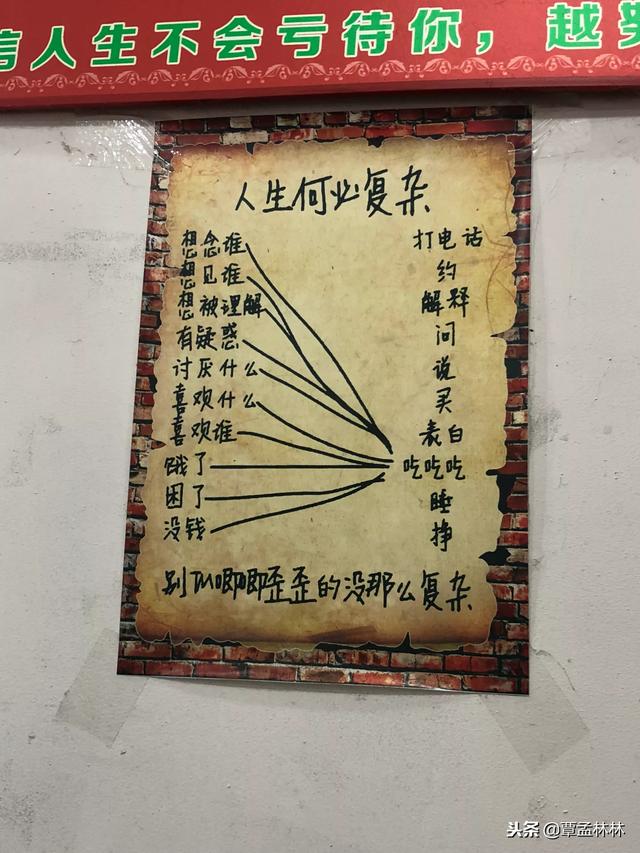 信人生不会亏待你，越
人生何必复杂
想念谁 打电话
想见谁 约
想被理解 解释
有疑惑 问
讨厌什么 说
喜欢什么 买
喜欢谁 表白
饿了 吃吃吃
困了 睡
没钱 挣
别TM唧唧歪歪的没那么复杂
头条 @覃孟林林